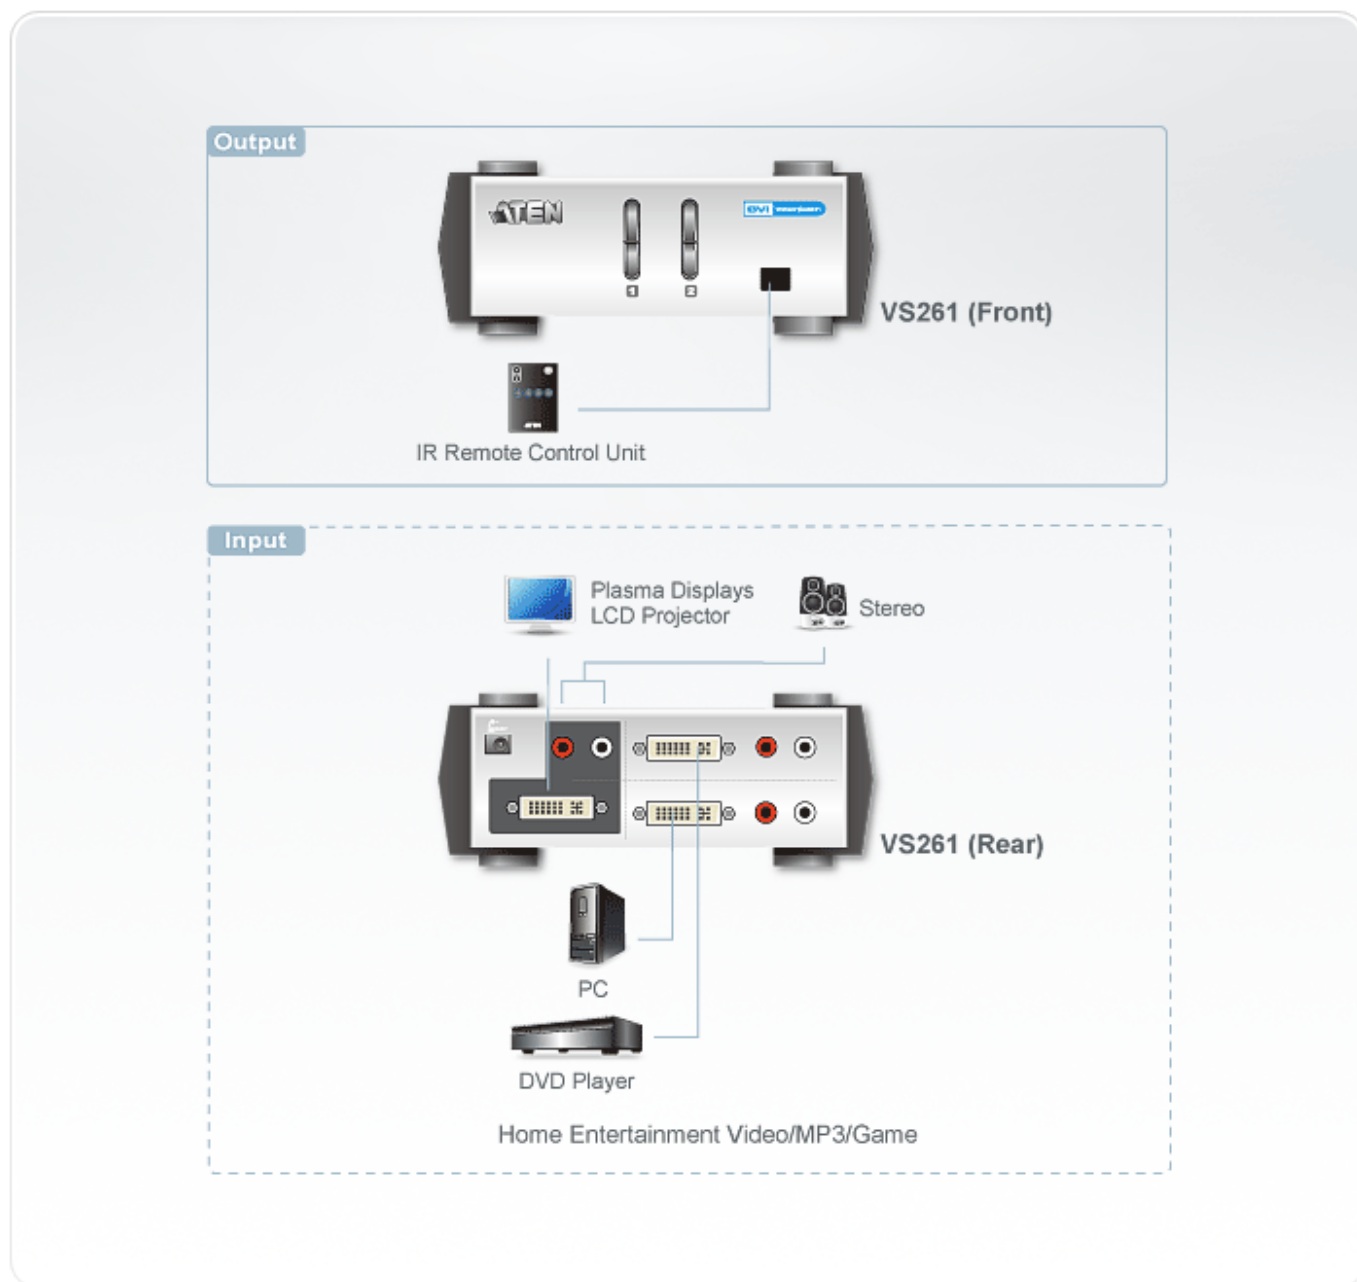 Output
ATEN
DVI
1
2
VS261 (Front)
ATEN
IR Remote Control Unit
Input
Plasma Displays
LCD Projector
Stereo
VS261 (Rear)
PC
DVD Player
Home Entertainment Video/MP3/Game